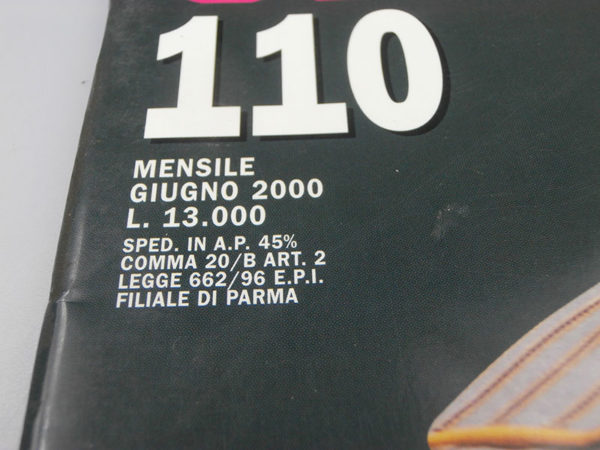 110
MENSILE
GIUGNO 2000
L. 13.000
SPED. IN A.P. 45%
COMMA 20/B ART. 2
LEGGE 662/96 E.P.I.
FILIALE DI PARMA